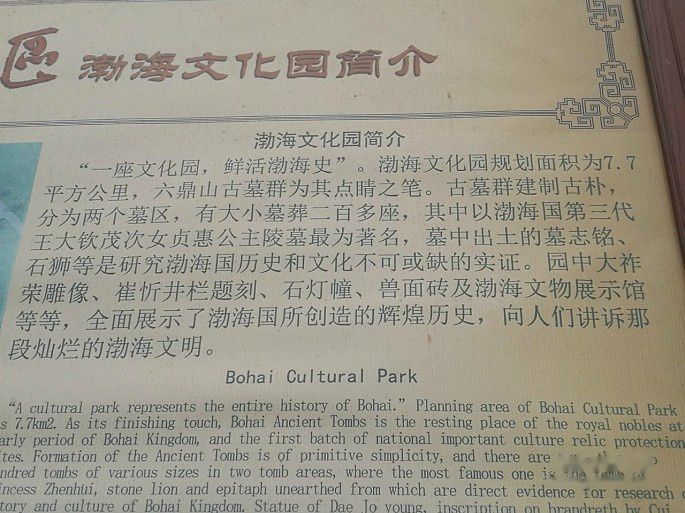 區 渤海文化园简介
渤海文化园简介
“一座文化园，鲜活渤海史”。渤海文化园规划面积为7.7
平方公里，六鼎山古墓群为其点睛之笔。古墓群建制古朴，
分为两个墓区，有大小墓葬二百多座，其中以渤海国第三代
王大钦茂次女贞惠公主陵墓最为著名，墓中出土的墓志铭、
石狮等是研究渤海国历史和文化不可或缺的实证。园中大祚
荣雕像、崔忻井栏题刻、石灯幢、兽面砖及渤海文物展示馆
等等，全面展示了渤海国所创造的辉煌历史，向人们讲诉那
段灿烂的渤海文明。
Bohai Cultural Park
“A cultural park represents the entire history of Bohai.” Planning area of Bohai Cultural Park
s 7.7km2. As its finishing touch, Bohai Ancient Tombs is the resting place of the royal nobles at
arly period of Bohai Kingdom, and the first batch of national important culture relic protection
ites. Formation of the Ancient Tombs is of primitive simplicity, and there are
ndred tombs of various sizes in two tomb areas, where the most famous one is
incess Zhenhui, stone lion and epitaph unearthed from which are direct evidence for research o
tory and culture of Bohai Kingdom. Statue of Dae Jo young, inscription on brandreth by Cui